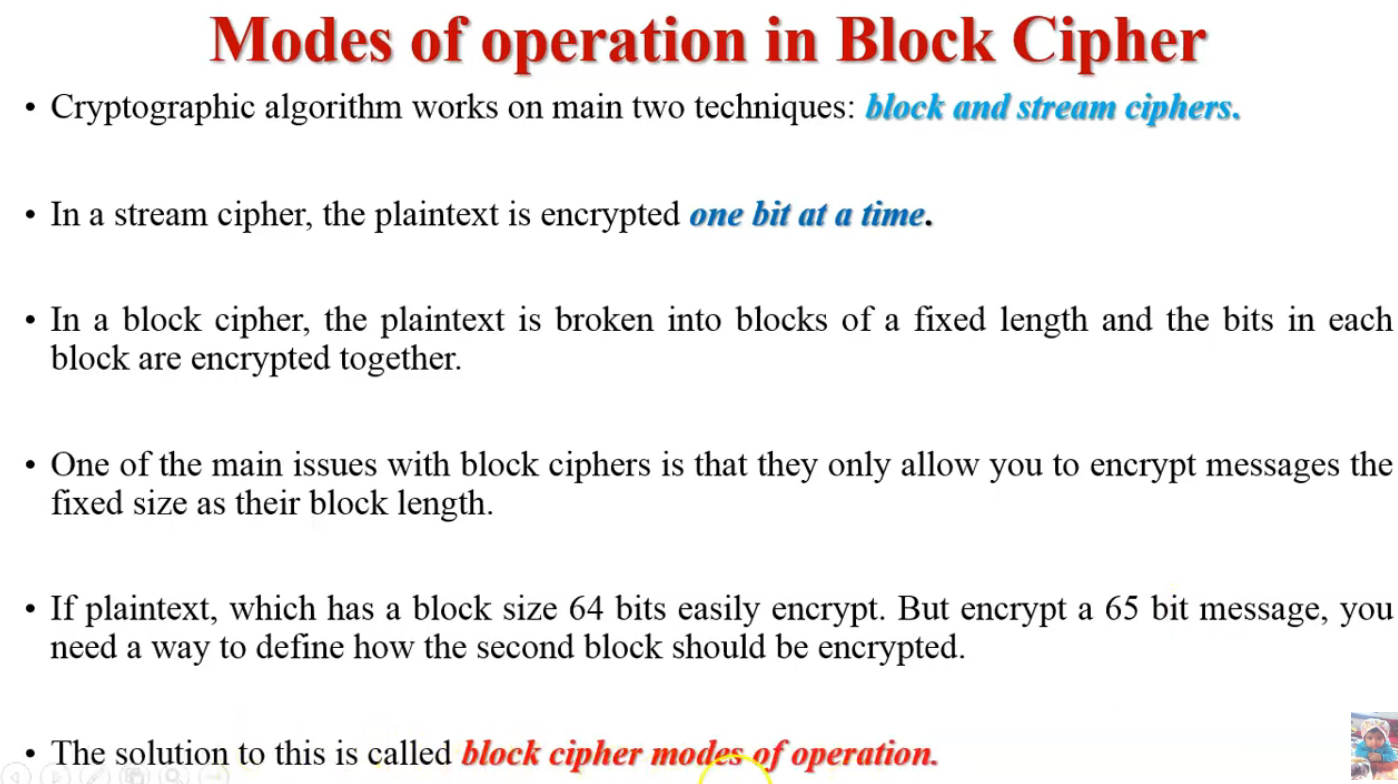 Modes of operation in Block Cipher
• Cryptographic algorithm works on main two techniques: block and stream ciphers.
• In a stream cipher, the plaintext is encrypted one bit at a time.
• In a block cipher, the plaintext is broken into blocks of a fixed length and the bits in each
block are encrypted together.
• One of the main issues with block ciphers is that they only allow you to encrypt messages the
fixed size as their block length.
• If plaintext, which has a block size 64 bits easily encrypt. But encrypt a 65 bit message, you
need a way to define how the second block should be encrypted.
• The solution to this is called block cipher modes of operation.